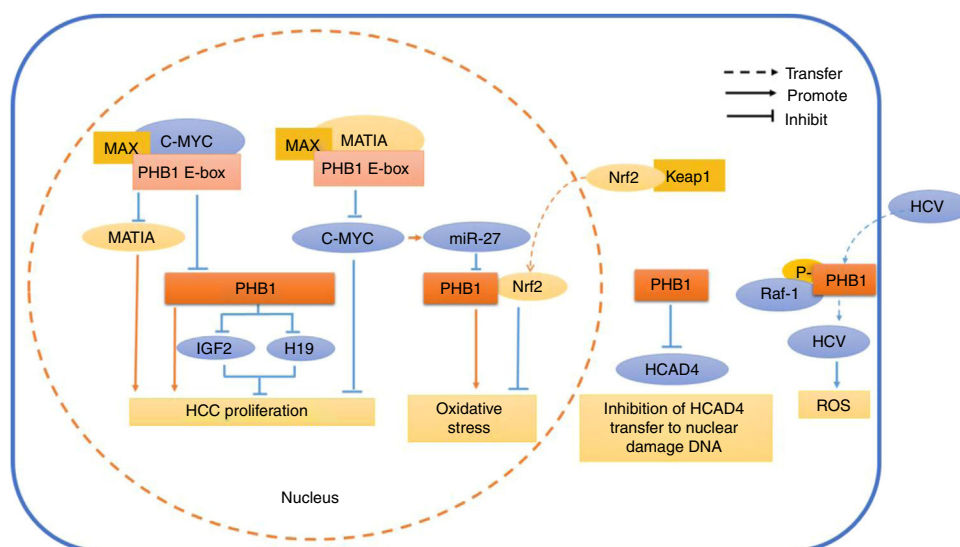 Transfer
Promote
Inhibit
MAX
C-MYC
PHB1 E-box
MAX
MATIA
PHB1 E-box
Nrf2
Keap1
HCV
MATIA
C-MYC
miR-27
PHB1
PHB1
Nrf2
PHB1
P-
Raf-1
PHB1
IGF2
H19
HCAD4
HCV
HCC proliferation
Oxidative
stress
Inhibition of HCAD4
transfer to nuclear
damage DNA
ROS
Nucleus